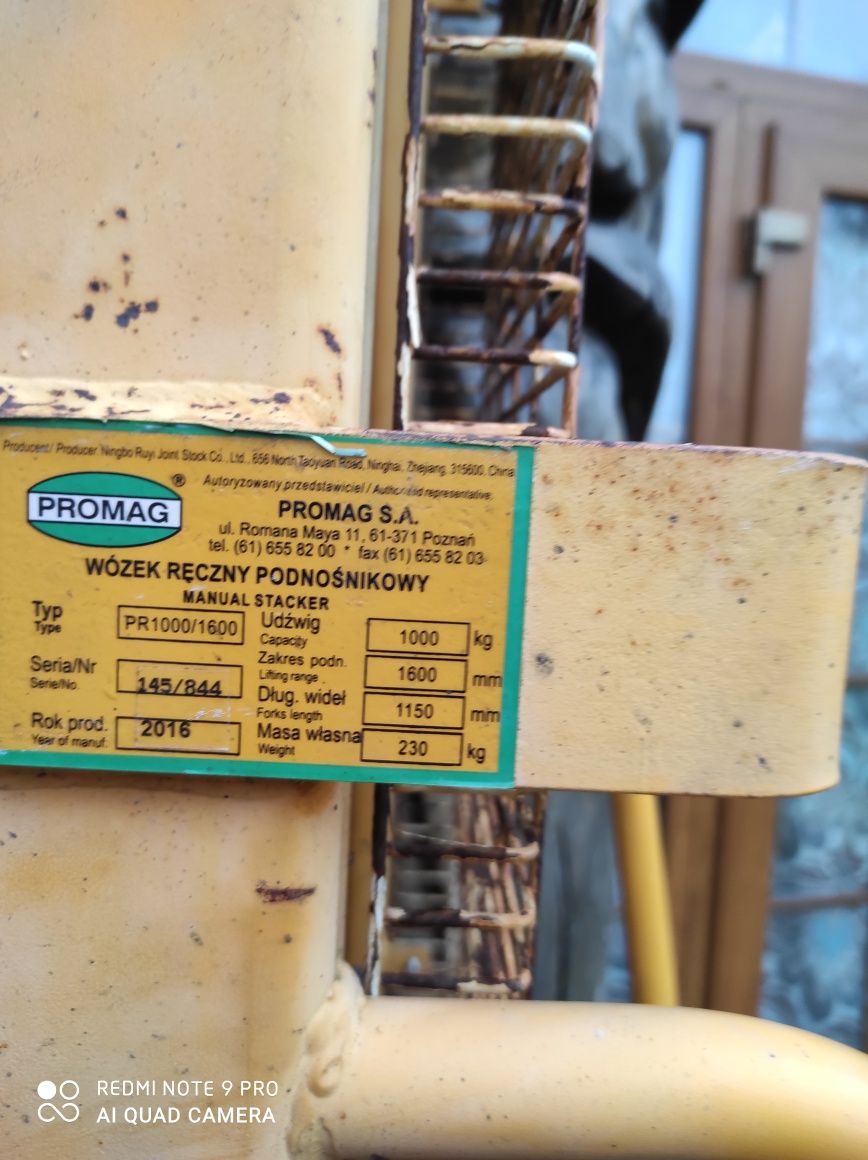 Producent/ Producer Ningbo Ruyi Joint Stock Co., Ltd., 656 North Taoyuan Road, Ninghai, Zhejiang, 315600, China
PROMAG ®
Autoryzowany przedstawiciel / Authorised representative:
PROMAG S.A.
ul. Romana Maya 11, 61-371 Poznań
tel. (61) 655 82 00 * fax (61) 655 82 03
WÓZEK RĘCZNY PODNOŚNIKOWY
MANUAL STACKER
Typ
Type
PR1000/1600
Seria/Nr
Serie/No.
145/844
Rok prod.
Year of manuf.
2016
Udźwig
Capacity
1000 kg
Zakres podn.
Lifting range
1600 mm
Dług. wideł
Forks length
1150 mm
Masa własna
Weight
230 kg
REDMI NOTE 9 PRO
AI QUAD CAMERA